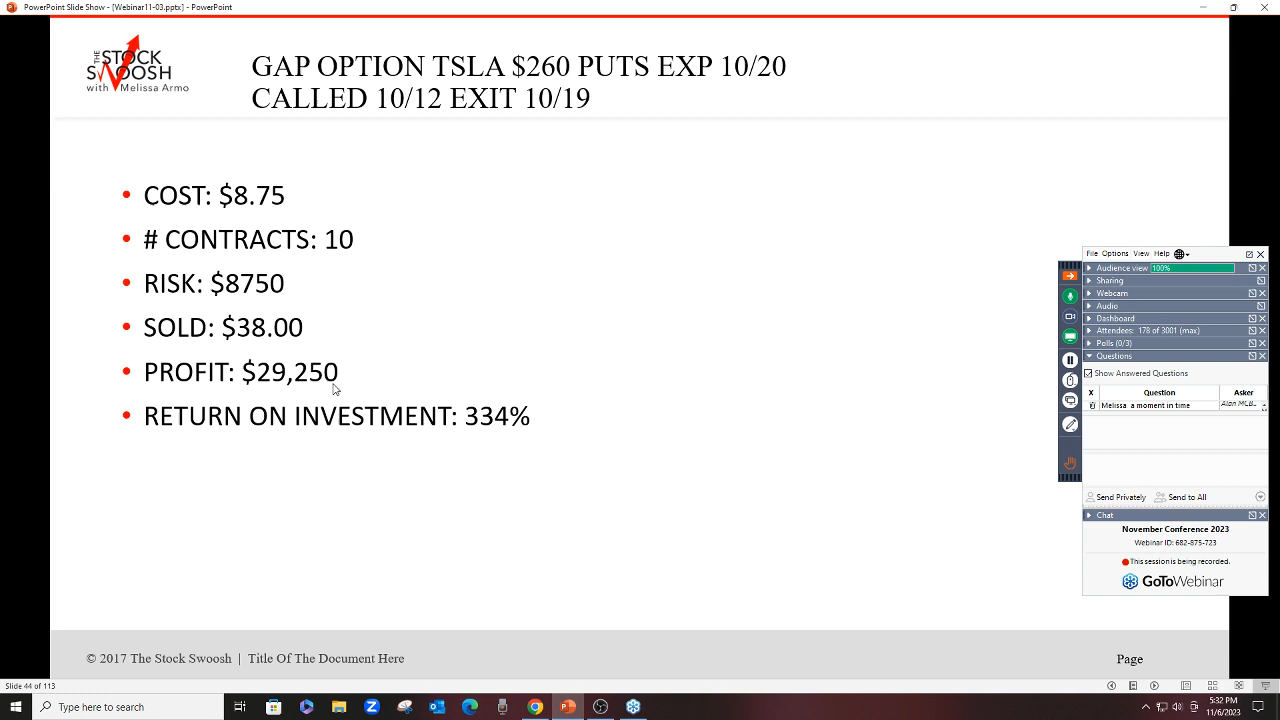 PowerPoint Slide Show - [Webinar11-03.pptx] - PowerPoint
THE
STOCK
SWOOSH
with Melissa Armo
GAP OPTION TSLA $260 PUTS EXP 10/20
CALLED 10/12 EXIT 10/19
• COST: $8.75
• # CONTRACTS: 10
• RISK: $8750
• SOLD: $38.00
• PROFIT: $29,250
• RETURN ON INVESTMENT: 334%
File Options View Help
Audience view 100%
Sharing
Webcam
Audio
Dashboard
Attendees: 178 of 3001 (max)
Polls (0/3)
Questions
Show Answered Questions
X Question Asker
Melissa a moment in time Alan MCB...
Send Privately Send to All
Chat
November Conference 2023
Webinar ID: 682-875-723
This session is being recorded.
GoToWebinar
© 2017 The Stock Swoosh | Title Of The Document Here
Page
Slide 44 of 113
Type here to search
5:32 PM
11/6/2023